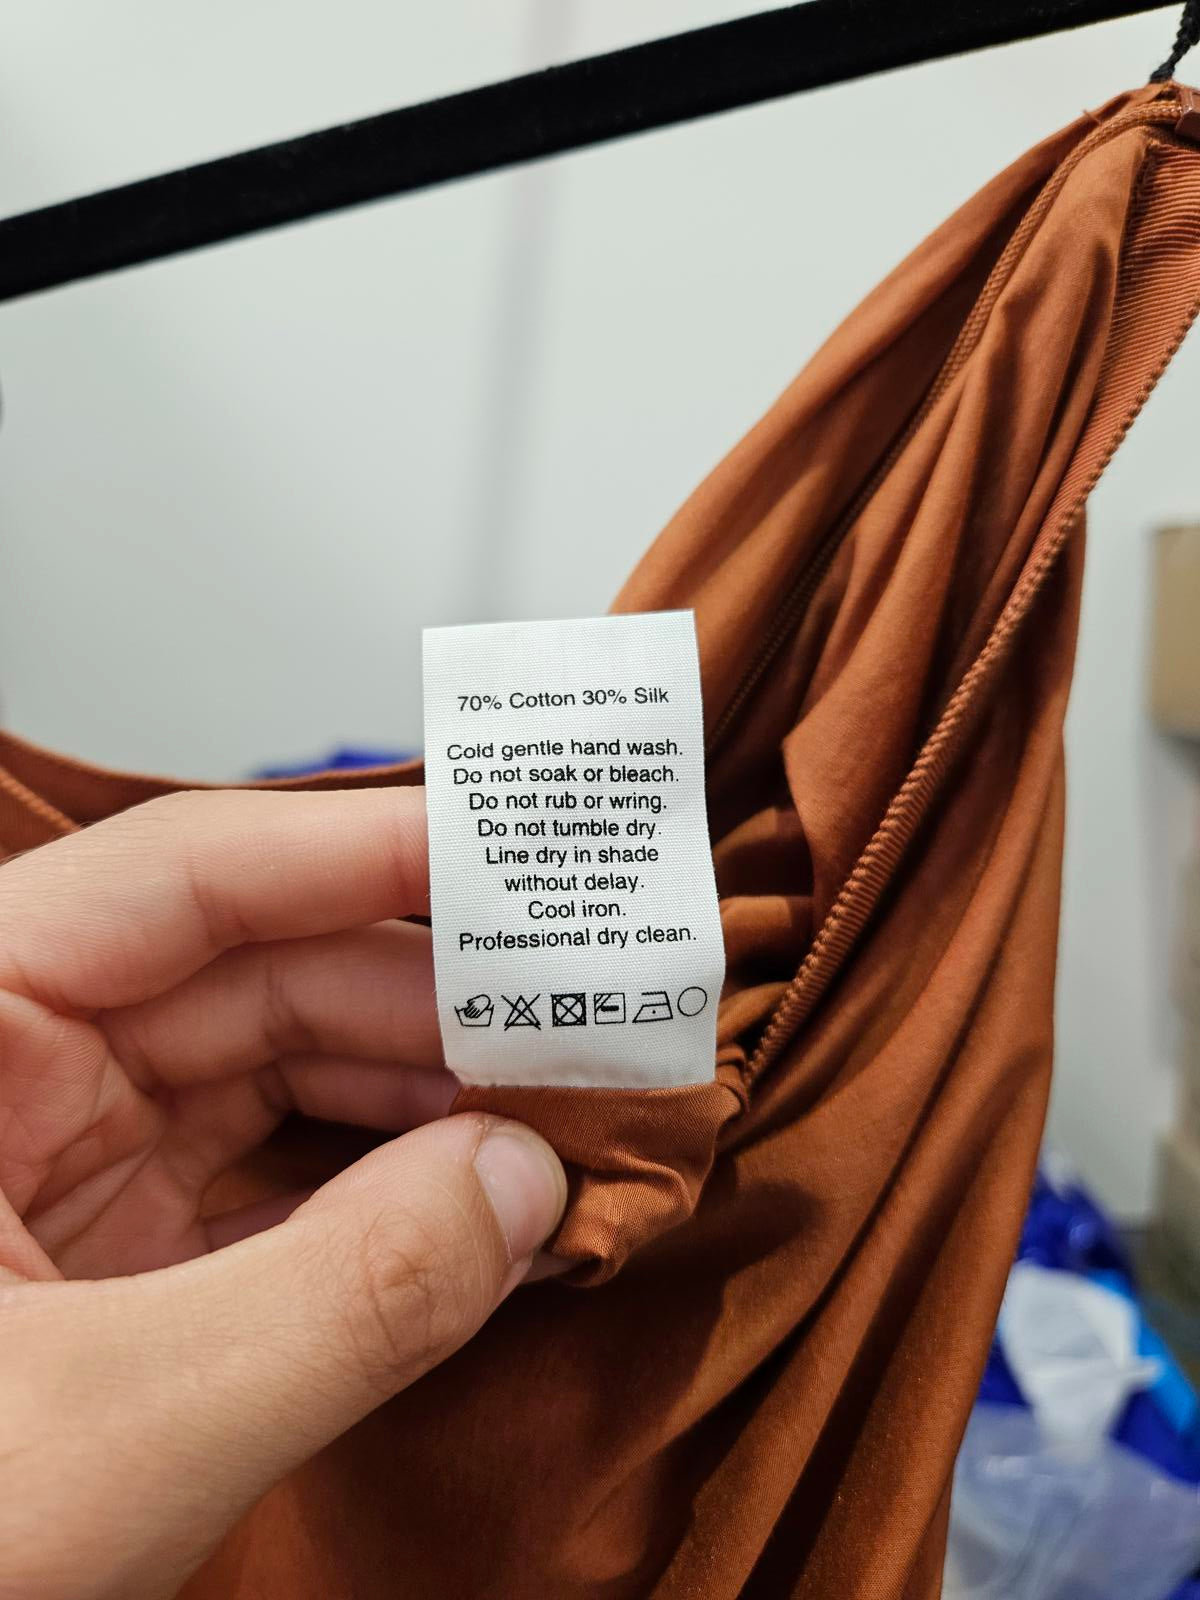 70% Cotton 30% Silk
Cold gentle hand wash.
Do not soak or bleach.
Do not rub or wring.
Do not tumble dry.
Line dry in shade
without delay.
Cool iron.
Professional dry clean.